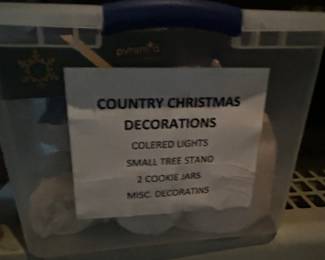 COUNTRY CHRISTMAS
DECORATIONS
COLERED LIGHTS
SMALL TREE STAND
2 COOKIE JARS
MISC. DECORATINS